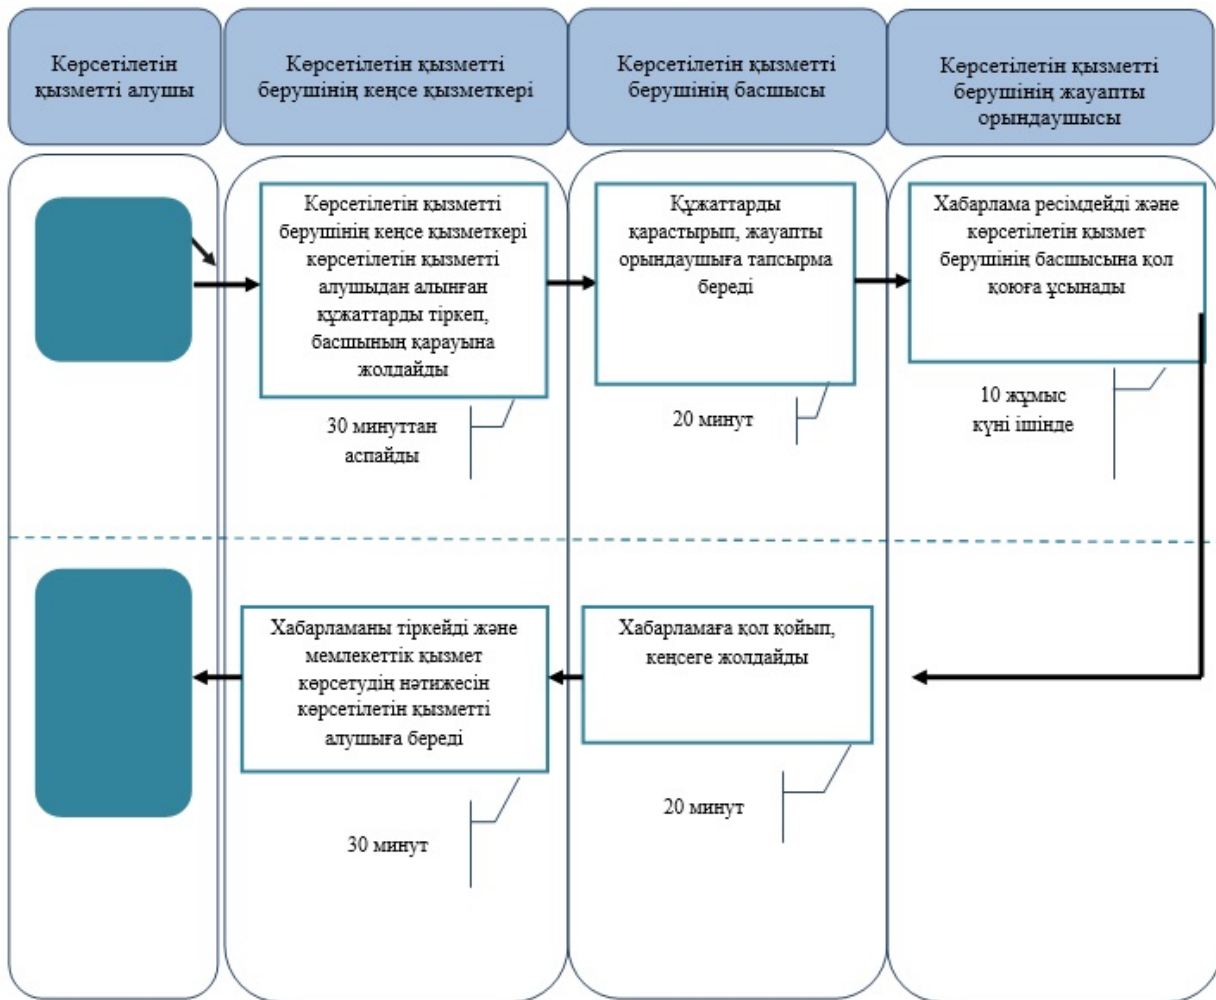 Көрсетілетін
қызметті алушы
Көрсетілетін қызметті
берушінің кеңсе қызметкері
Көрсетілетін қызметті
берушінің басшысы
Көрсетілетін қызметті
берушінің жауапты
орындаушысы
Көрсетілетін қызметті
берушінің кеңсе қызметкері
көрсетілетін қызметті
алушыдан алынған
құжаттарды тіркеп,
басшының қарауына
жолдайды
Құжаттарды
қарастырып, жауапты
орындаушыға тапсырма
береді
Хабарлама ресімдейді және
көрсетілетін қызмет
берушінің басшысына қол
қоюға ұсынады
30 минуттан
аспайды
20 минут
10 жұмыс
күні ішінде
Хабарламаны тіркейді және
мемлекеттік қызмет
көрсетудің нәтижесін
көрсетілетін қызметті
алушыға береді
Хабарламаға қол қойып,
кеңсеге жолдайды
30 минут
20 минут